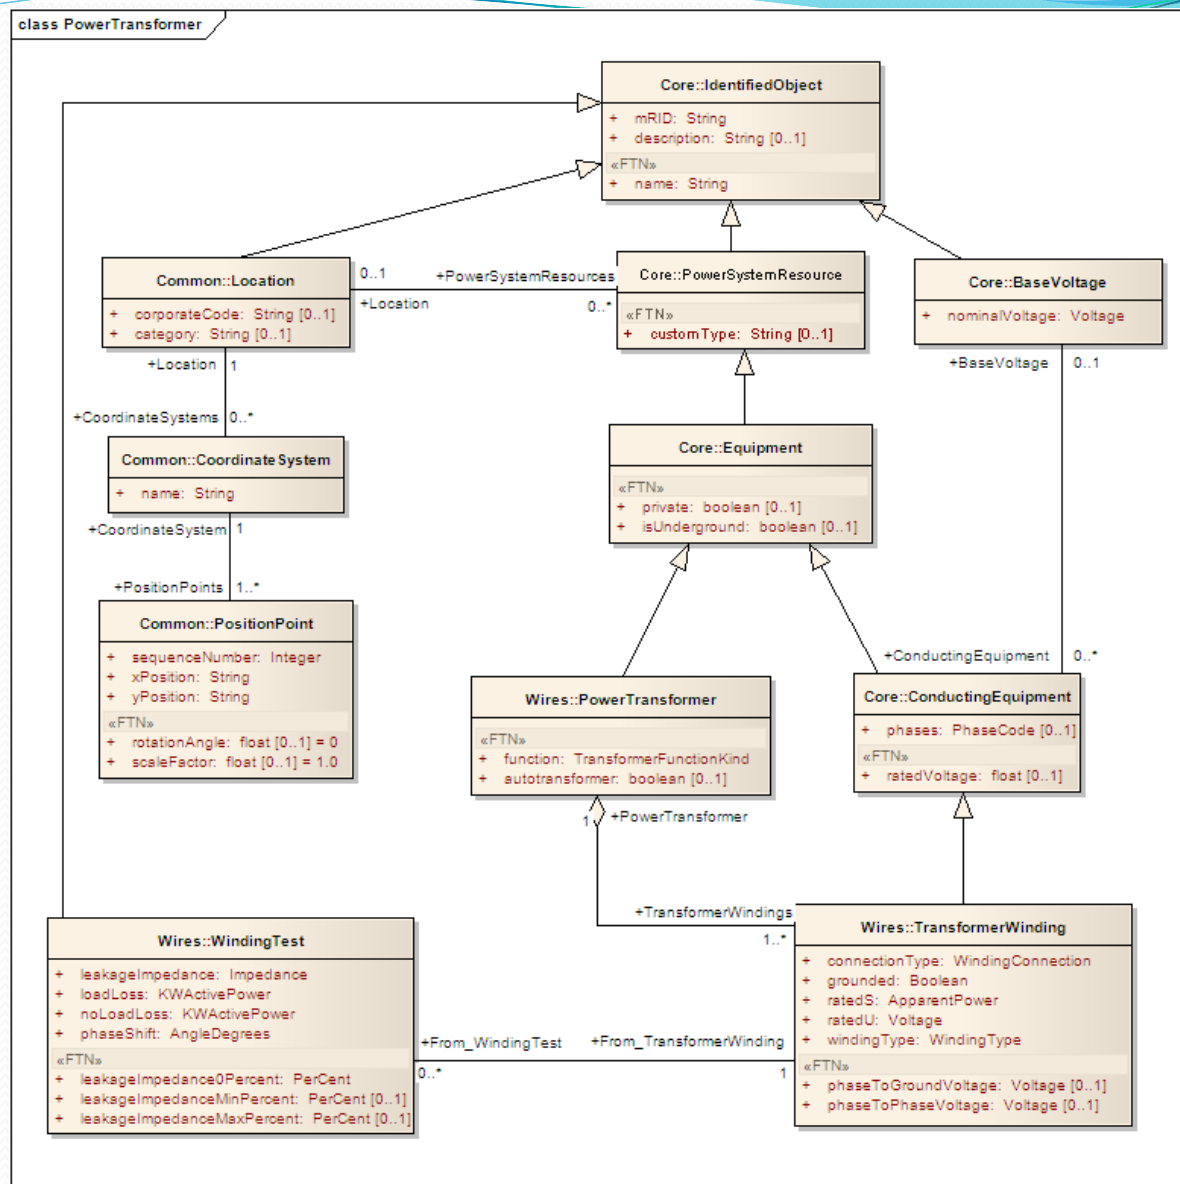 class PowerTransformer
Core::IdentifiedObject
+ mRID: String
+ description: String [0..1]
«FTN»
+ name: String
Common::Location
+ corporateCode: String [0..1]
+ category: String [0..1]
0..1
+PowerSystemResources
+Location
0..*
Core::PowerSystemResource
«FTN»
+ customType: String [0..1]
Core::BaseVoltage
+ nominalVoltage: Voltage
+Location 1
+BaseVoltage 0..1
+CoordinateSystems 0..*
Common::CoordinateSystem
+ name: String
Core::Equipment
«FTN»
+ private: boolean [0..1]
+ isUnderground: boolean [0..1]
+CoordinateSystem 1
+PositionPoints 1..*
Common::PositionPoint
+ sequenceNumber: Integer
+ xPosition: String
+ yPosition: String
«FTN»
+ rotationAngle: float [0..1] = 0
+ scaleFactor: float [0..1] = 1.0
+ConductingEquipment 0..*
Wires::PowerTransformer
«FTN»
+ function: TransformerFunctionKind
+ autotransformer: boolean [0..1]
Core::ConductingEquipment
+ phases: PhaseCode [0..1]
«FTN»
+ ratedVoltage: float [0..1]
1 +PowerTransformer
+TransformerWindings
1..*
Wires::WindingTest
+ leakageImpedance: Impedance
+ loadLoss: KWActivePower
+ noLoadLoss: KWActivePower
+ phaseShift: AngleDegrees
«FTN»
+ leakageImpedance0Percent: PerCent
+ leakageImpedanceMinPercent: PerCent [0..1]
+ leakageImpedanceMaxPercent: PerCent [0..1]
+From_WindingTest
+From_TransformerWinding
0..*
1
Wires::TransformerWinding
+ connectionType: WindingConnection
+ grounded: Boolean
+ ratedS: ApparentPower
+ ratedU: Voltage
+ windingType: WindingType
«FTN»
+ phaseToGroundVoltage: Voltage [0..1]
+ phaseToPhaseVoltage: Voltage [0..1]